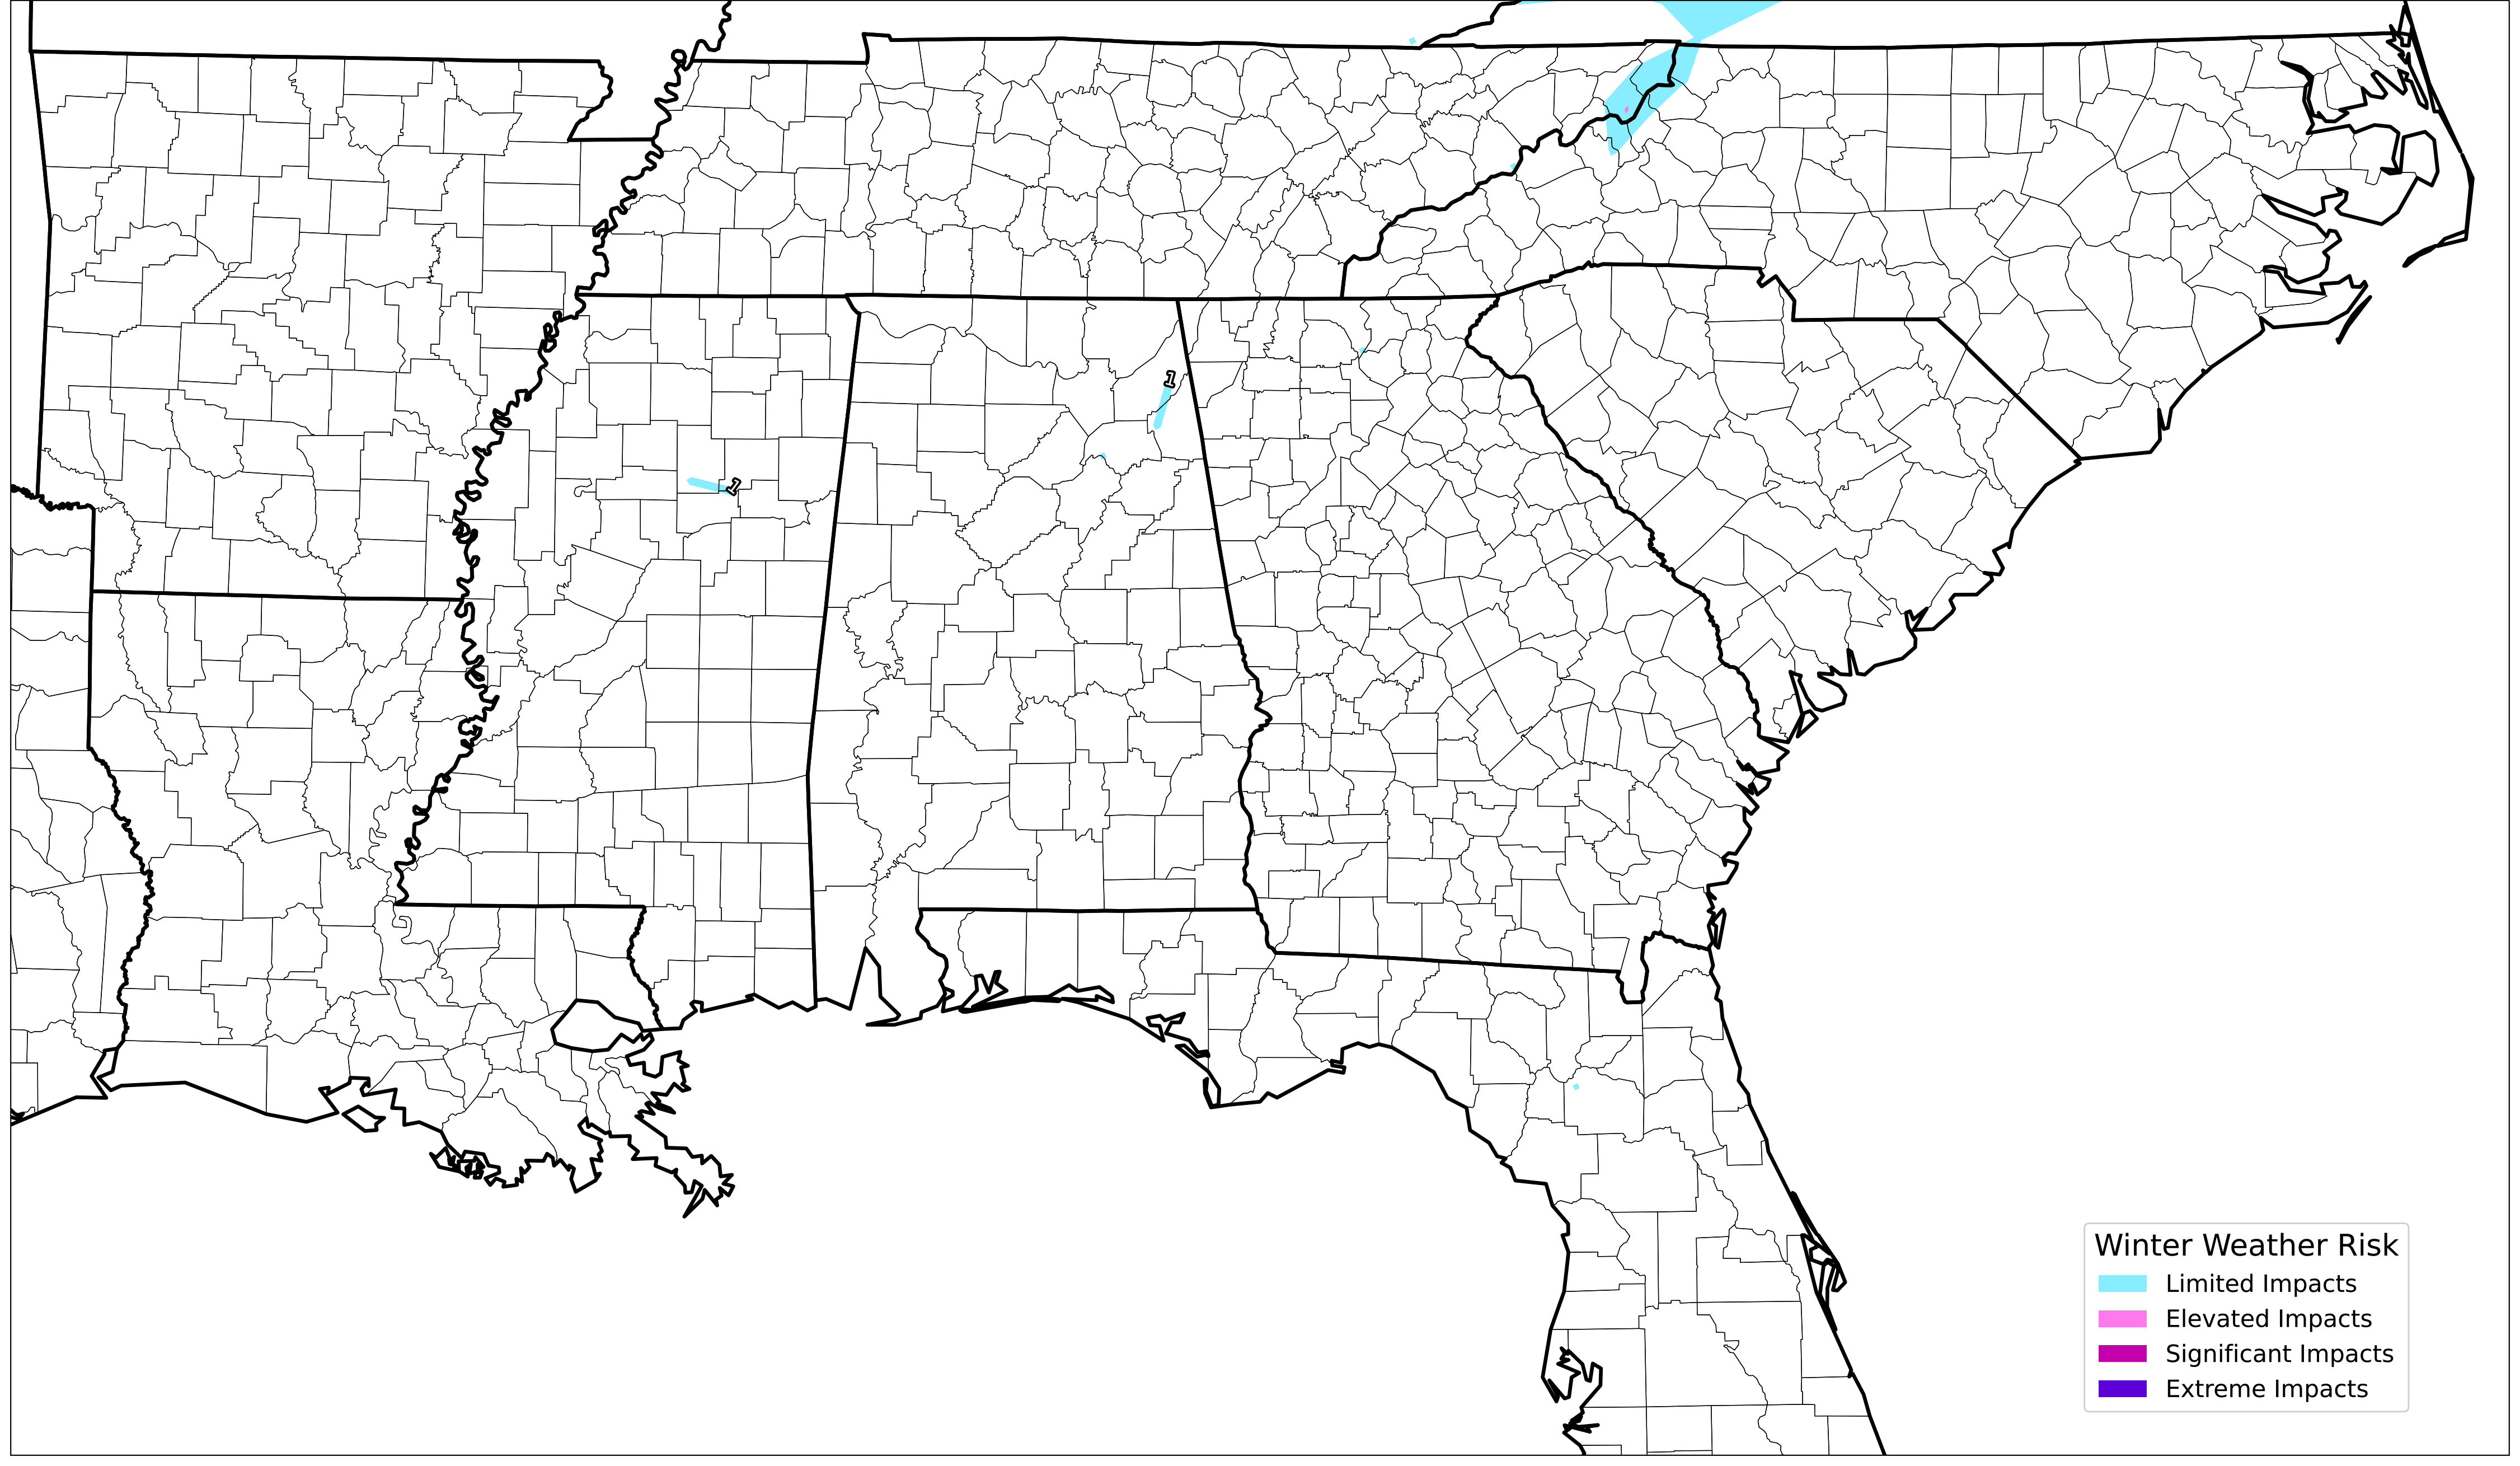 1
1
Winter Weather Risk
Limited Impacts
Elevated Impacts
Significant Impacts
Extreme Impacts